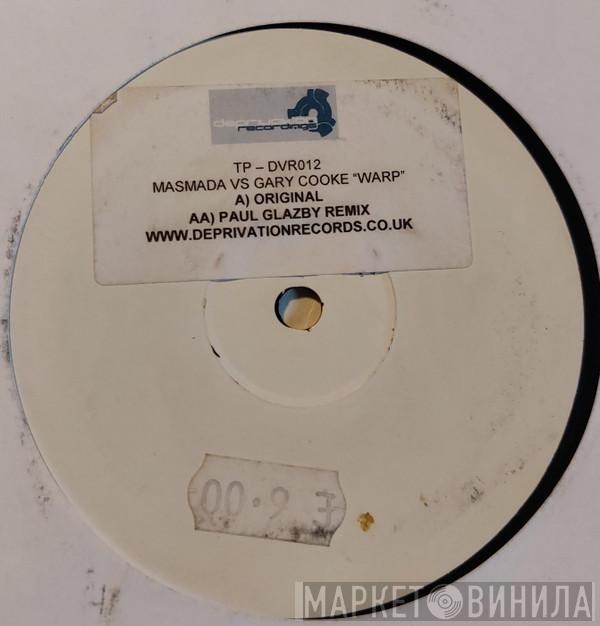 deprivation
recordings
TP – DVR012
MASMADA VS GARY COOKE “WARP”
A) ORIGINAL
AA) PAUL GLAZBY REMIX
WWW.DEPRIVATIONRECORDS.CO.UK
£ 6.00
МАРКЕТ ВИНИЛА